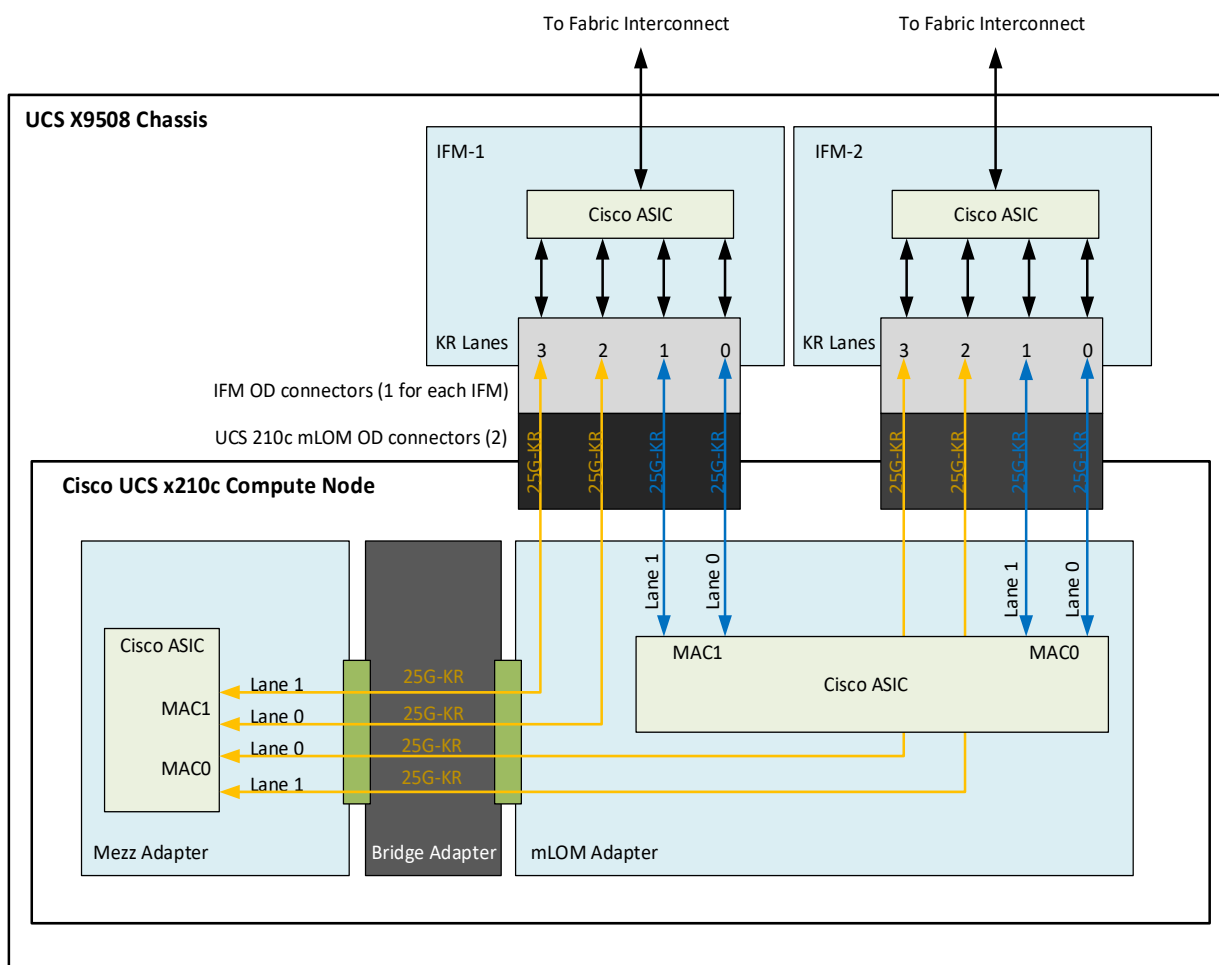 To Fabric Interconnect
To Fabric Interconnect
UCS X9508 Chassis
IFM-1
IFM-2
Cisco ASIC
Cisco ASIC
KR Lanes
3
2
1
0
KR Lanes
3
2
1
0
IFM OD connectors (1 for each IFM)
UCS 210c mLOM OD connectors (2)
25G-KR
25G-KR
25G-KR
25G-KR
25G-KR
25G-KR
25G-KR
25G-KR
Cisco UCS x210c Compute Node
Lane 1
Lane 0
Lane 1
Lane 0
Cisco ASIC
MAC1
MAC0
Lane 1
Lane 0
Lane 0
Lane 1
25G-KR
25G-KR
25G-KR
25G-KR
MAC1
MAC0
Cisco ASIC
Mezz Adapter
Bridge Adapter
mLOM Adapter